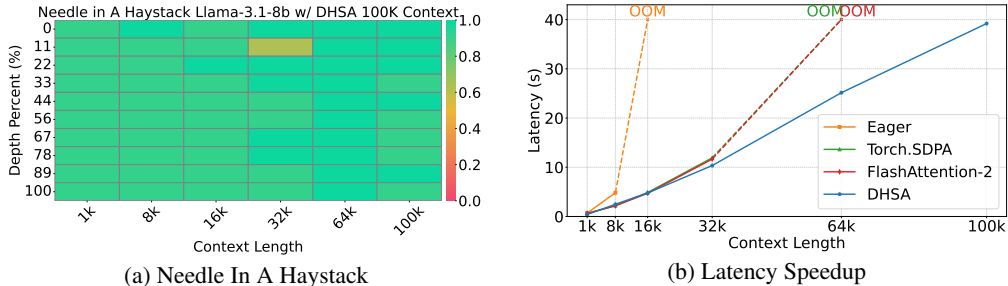 Needle in A Haystack Llama-3.1-8b w/ DHSA 100K Context
Depth Percent (%)
0
11
22
33
44
56
67
78
89
100
1k 8k 16k 32k 64k 100k
Context Length
1.0
0.8
0.6
0.4
0.2
0.0
(a) Needle In A Haystack
Latency (s)
40
30
20
10
0
OOM OOM OOM
Eager
Torch.SDPA
FlashAttention-2
DHSA
1k 8k 16k 32k 64k 100k
Context Length
(b) Latency Speedup